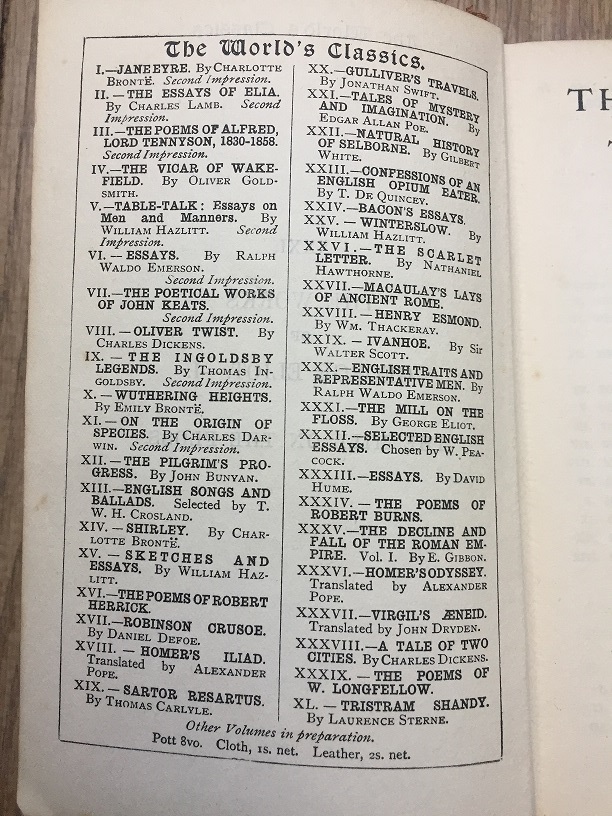 The World's Classics.
I.—JANE EYRE. By CHARLOTTE
BRONTË. Second Impression.
II.—THE ESSAYS OF ELIA.
By CHARLES LAMB. Second
Impression.
III.—THE POEMS OF ALFRED,
LORD TENNYSON, 1830-1858.
Second Impression.
IV.—THE VICAR OF WAKE-
FIELD. By OLIVER GOLD-
SMITH.
V.—TABLE-TALK: Essays on
Men and Manners. By
WILLIAM HAZLITT. Second
Impression.
VI.—ESSAYS. By RALPH
WALDO EMERSON.
Second Impression.
VII.—THE POETICAL WORKS
OF JOHN KEATS.
Second Impression.
VIII.—OLIVER TWIST. By
CHARLES DICKENS.
IX.—THE INGOLDSBY
LEGENDS. By THOMAS IN-
GOLDSBY. Second Impression.
X.—WUTHERING HEIGHTS.
By EMILY BRONTË.
XI.—ON THE ORIGIN OF
SPECIES. By CHARLES DAR-
WIN. Second Impression.
XII.—THE PILGRIM'S PRO-
GRESS. By JOHN BUNYAN.
XIII.—ENGLISH SONGS AND
BALLADS. Selected by T.
W. H. CROSLAND.
XIV.—SHIRLEY. By CHAR-
LOTTE BRONTË.
XV.—SKETCHES AND
ESSAYS. By WILLIAM HAZ-
LITT.
XVI.—THE POEMS OF ROBERT
HERRICK.
XVII.—ROBINSON CRUSOE.
By DANIEL DEFOE.
XVIII.—HOMER'S ILIAD.
Translated by ALEXANDER
POPE.
XIX.—SARTOR RESARTUS.
By THOMAS CARLYLE.
XX.—GULLIVER'S TRAVELS.
By JONATHAN SWIFT.
XXI.—TALES OF MYSTERY
AND IMAGINATION. By
EDGAR ALLAN POE.
XXII.—NATURAL HISTORY
OF SELBORNE. By GILBERT
WHITE.
XXIII.—CONFESSIONS OF AN
ENGLISH OPIUM EATER.
By T. DE QUINCEY.
XXIV.—BACON'S ESSAYS.
XXV.—WINTERSLOW. By
WILLIAM HAZLITT.
XXVI.—THE SCARLET
LETTER. By NATHANIEL
HAWTHORNE.
XXVII.—MACAULAY'S LAYS
OF ANCIENT ROME.
XXVIII.—HENRY ESMOND.
By WM. THACKERAY.
XXIX.—IVANHOE. By Sir
WALTER SCOTT.
XXX.—ENGLISH TRAITS AND
REPRESENTATIVE MEN. By
RALPH WALDO EMERSON.
XXXI.—THE MILL ON THE
FLOSS. By GEORGE ELIOT.
XXXII.—SELECTED ENGLISH
ESSAYS. Chosen by W. PEA-
COCK.
XXXIII.—ESSAYS. By DAVID
HUME.
XXXIV.—THE POEMS OF
ROBERT BURNS.
XXXV.—THE DECLINE AND
FALL OF THE ROMAN EM-
PIRE. Vol. I. By E. GIBBON.
XXXVI.—HOMER'S ODYSSEY.
Translated by ALEXANDER
POPE.
XXXVII.—VIRGIL'S ÆNEID.
Translated by JOHN DRYDEN.
XXXVIII.—A TALE OF TWO
CITIES. By CHARLES DICKENS.
XXXIX.—THE POEMS OF
W. LONGFELLOW.
XL.—TRISTRAM SHANDY.
By LAURENCE STERNE.
Other Volumes in preparation.
Pott 8vo. Cloth, 1s. net. Leather, 2s. net.
TH